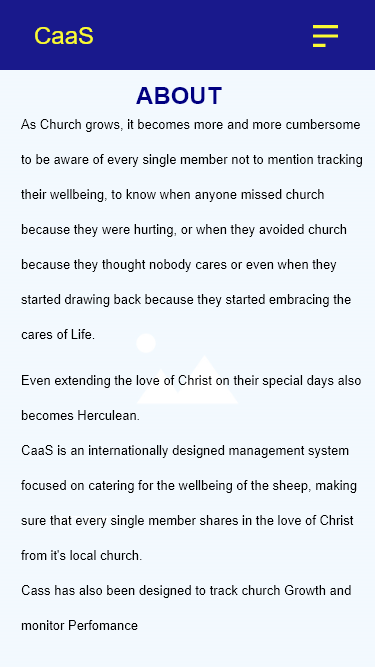 CaaS
ABOUT
As Church grows, it becomes more and more cumbersome
to be aware of every single member not to mention tracking
their wellbeing, to know when anyone missed church
because they were hurting, or when they avoided church
because they thought nobody cares or even when they
started drawing back because they started embracing the
cares of Life.
Even extending the love of Christ on their special days also
becomes Herculean.
CaaS is an internationally designed management system
focused on catering for the wellbeing of the sheep, making
sure that every single member shares in the love of Christ
from it's local church.
Cass has also been designed to track church Growth and
monitor Perfomance